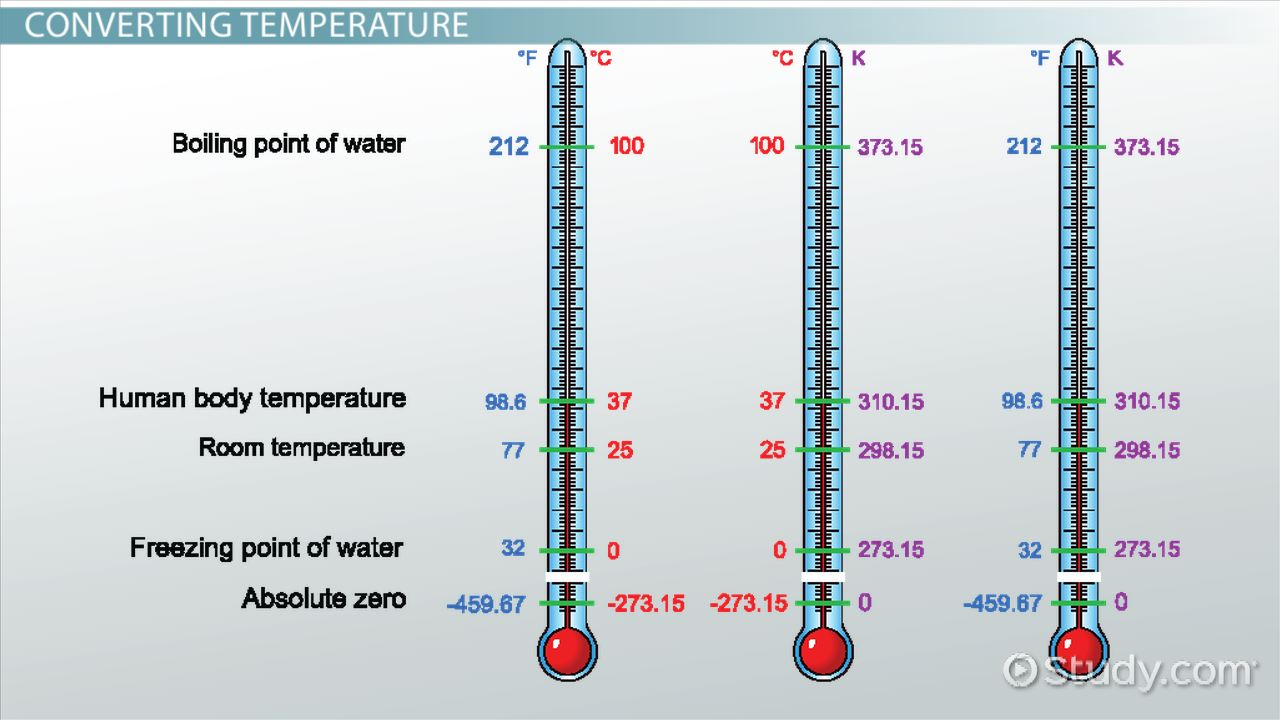 CONVERTING TEMPERATURE
°F °C °C K °F K
Boiling point of water 212 100 100 373.15 212 373.15
Human body temperature 98.6 37 37 310.15 98.6 310.15
Room temperature 77 25 25 298.15 77 298.15
Freezing point of water 32 0 0 273.15 32 273.15
Absolute zero -459.67 -273.15 -273.15 0 -459.67 0
Study.com